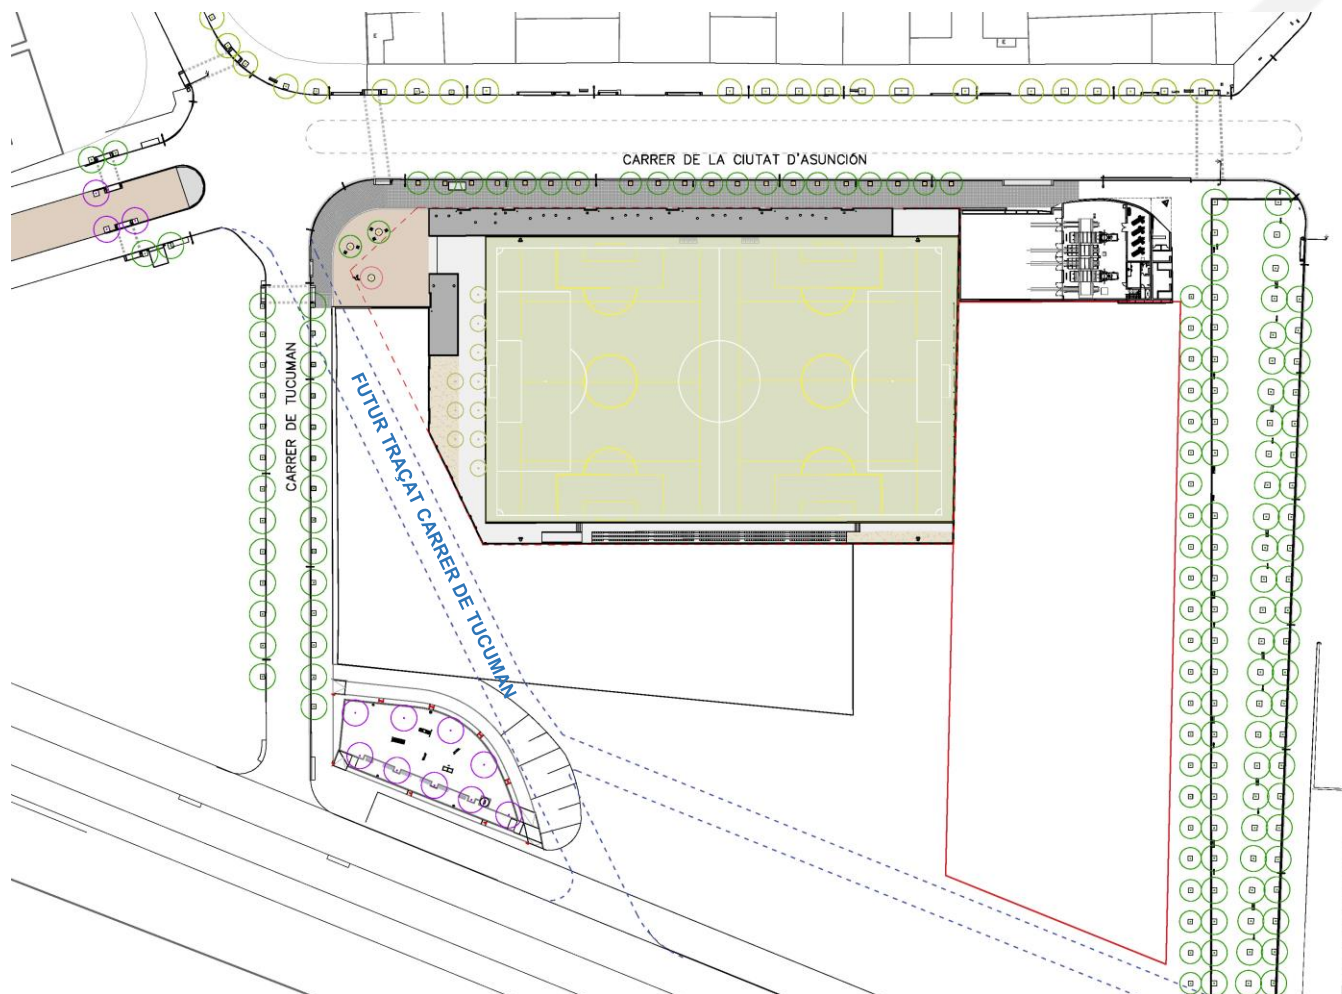 CARRER DE LA CIUTAT D'ASUNCIÓN
CARRER DE TUCUMAN
FUTUR TRAÇAT CARRER DE TUCUMAN